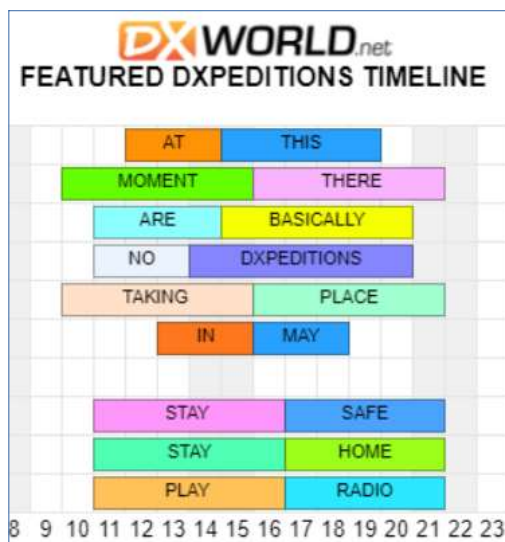 DXWORLD.net
FEATURED DXPEDITIONS TIMELINE
AT THIS
MOMENT THERE
ARE BASICALLY
NO DXPEDITIONS
TAKING PLACE
IN MAY
STAY SAFE
STAY HOME
PLAY RADIO
8 9 10 11 12 13 14 15 16 17 18 19 20 21 22 23